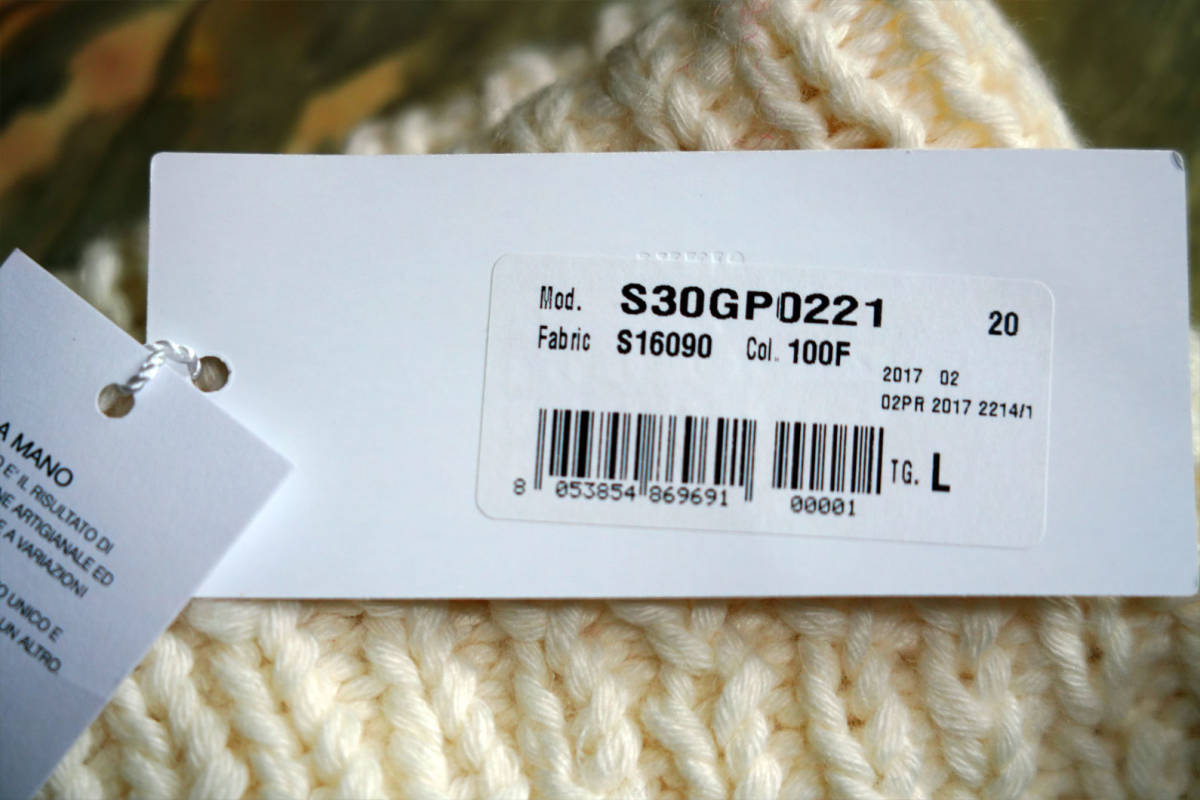 Mod. S30GP0221 20
Fabric S16090 Col. 100F
2017 02
02PR 2017 2214/1
TG. L
8 053854 869691 00001
A MANO
E' IL RISULTATO DI
ARTIGIANALE ED
A VARIAZIONI
UNICO E
UN ALTRO.